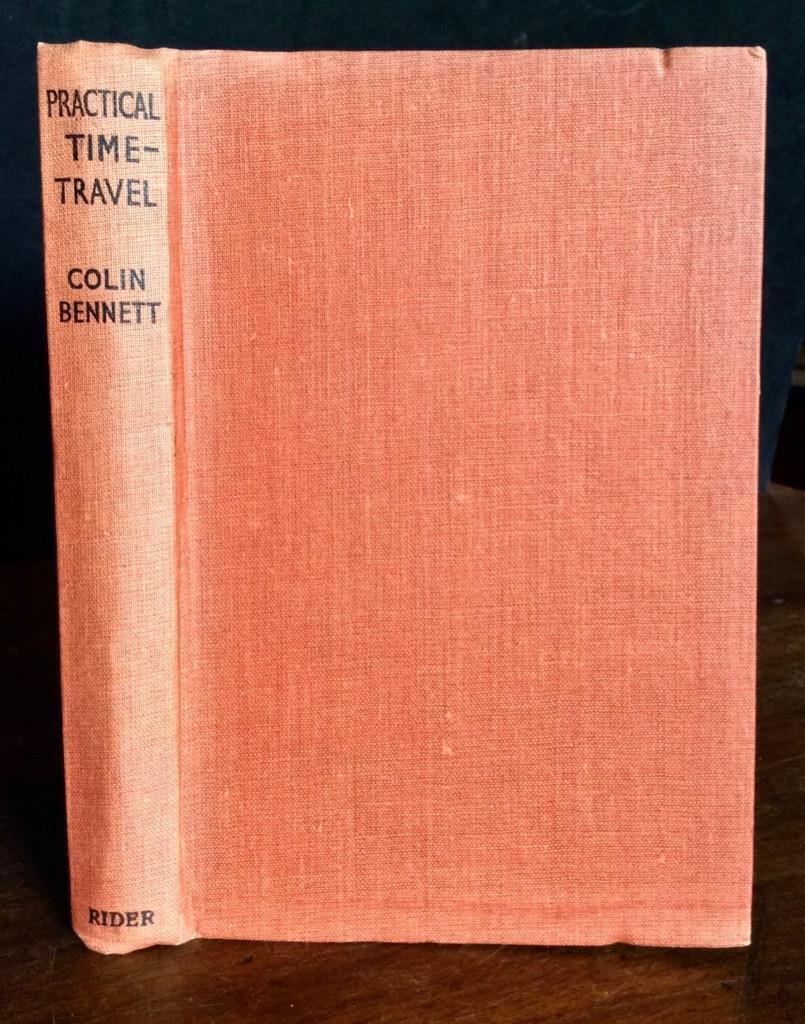 PRACTICAL
TIME-
TRAVEL
COLIN
BENNETT
RIDER